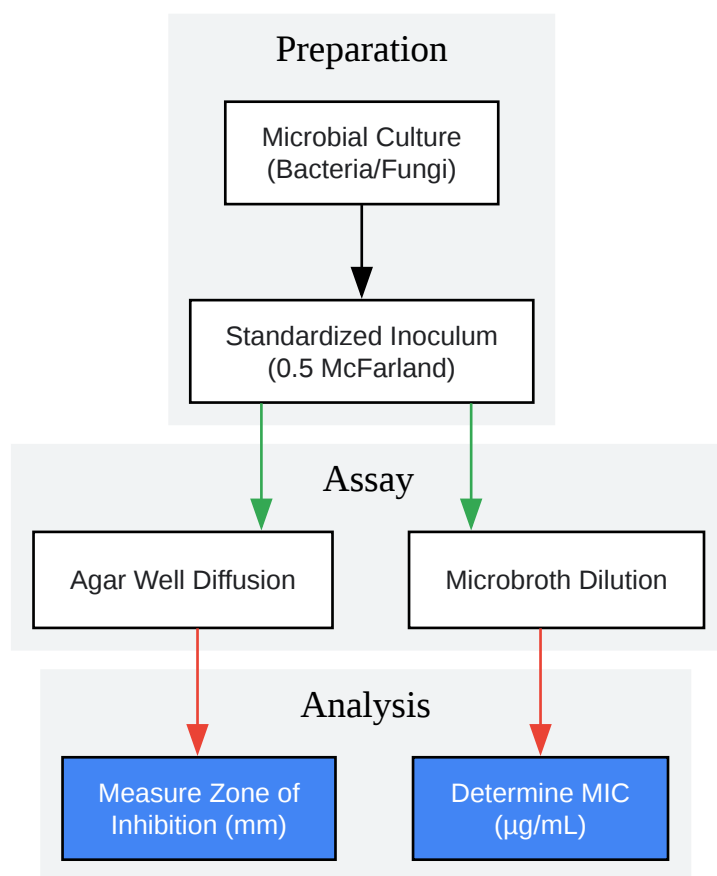 Preparation
Microbial Culture
(Bacteria/Fungi)
Standardized Inoculum
(0.5 McFarland)
Assay
Agar Well Diffusion
Microbroth Dilution
Analysis
Measure Zone of
Inhibition (mm)
Determine MIC
(µg/mL)